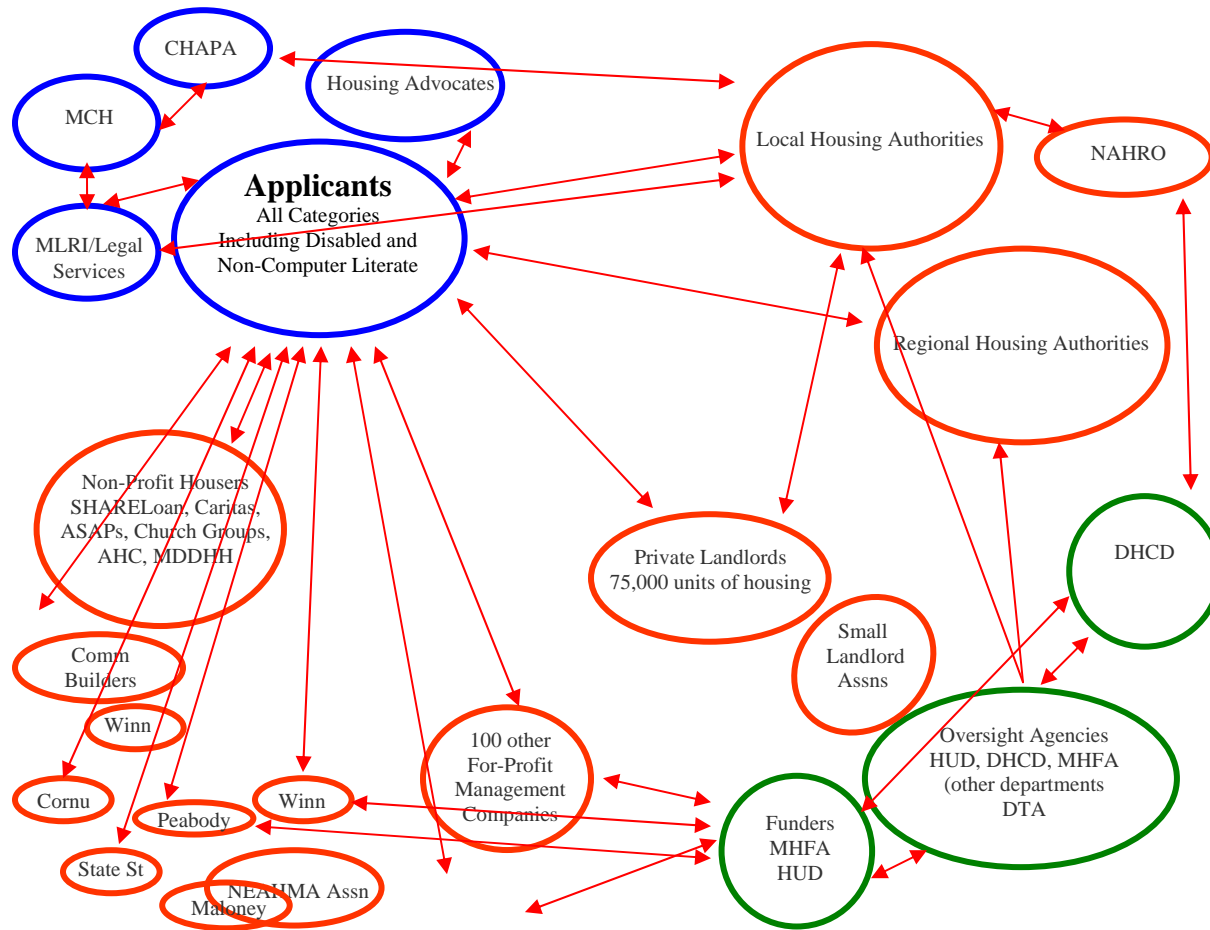 CHAPA
Housing Advocates
MCH
Local Housing Authorities
NAHRO
Applicants
All Categories
Including Disabled and
Non-Computer Literate
MLRI/Legal
Services
Regional Housing Authorities
Non-Profit Housers
SHARELoan, Caritas,
ASAPs, Church Groups,
AHC, MDDHH
Private Landlords
75,000 units of housing
DHCD
Small
Landlord
Assns
Comm
Builders
Winn
100 other
For-Profit
Management
Companies
Oversight Agencies
HUD, DHCD, MHFA
(other departments
DTA
Cornu
Peabody
Winn
Funders
MHFA
HUD
State St
NEAHMA Assn
Maloney